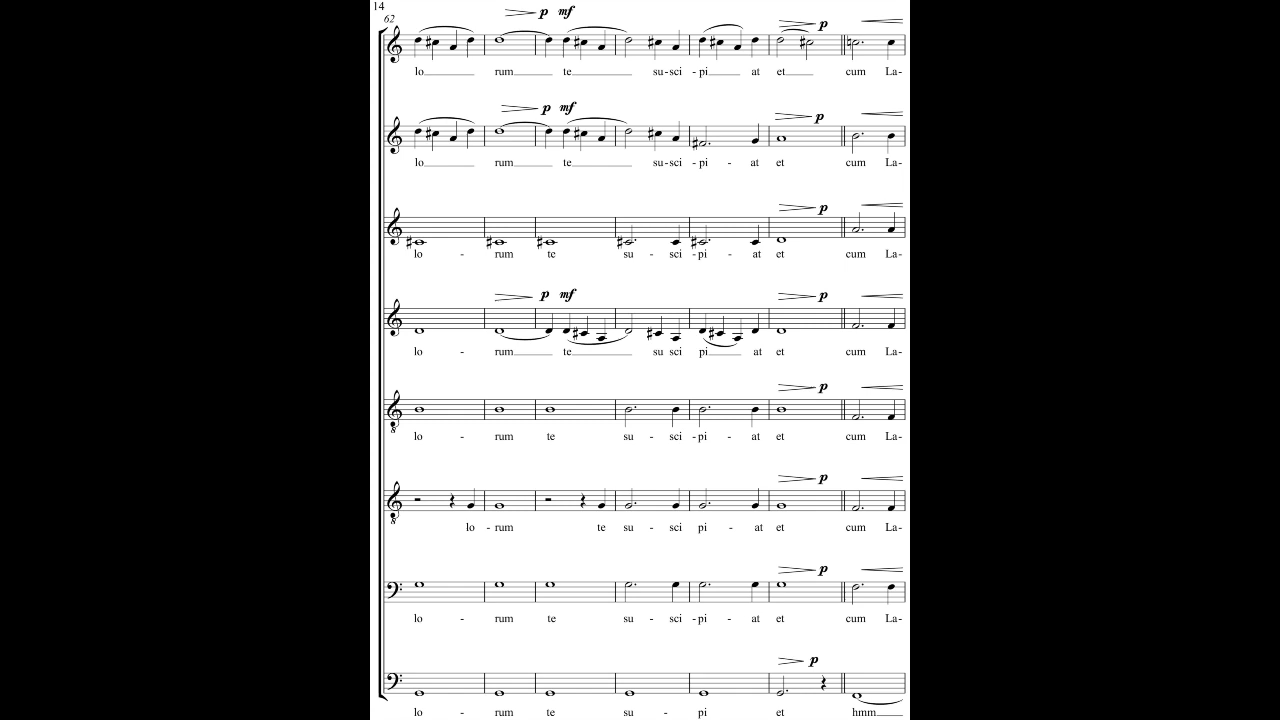 14
62
p mf
lo rum te su-sci-pi at et cum La-
p mf p
lo rum te su-sci-pi-at et cum La-
p
lo-rum te su-sci-pi-at et cum La-
p mf p
lo-rum te su sci pi at et cum La-
p
lo-rum te su-sci-pi-at et cum La-
p
lo-rum te su-sci pi-at et cum La-
p
lo-rum te su-sci-pi-at et cum La-
p
lo-rum te su-pi et hmm